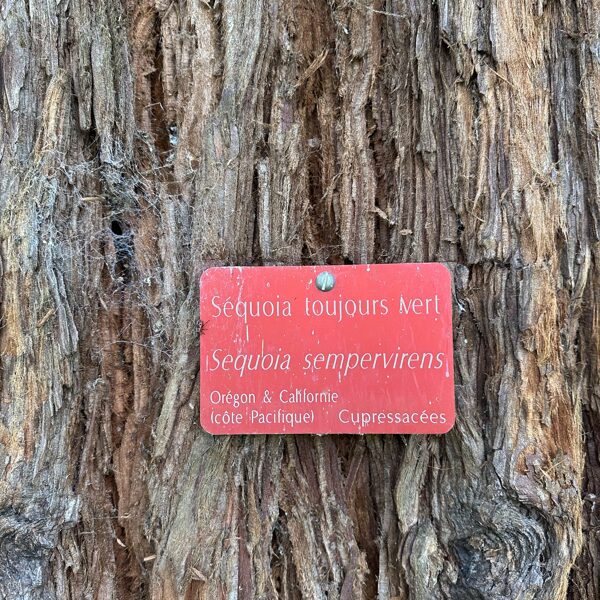 Séquoia toujours vert
Sequoia sempervirens
Orégon & Californie
(côte Pacifique) Cupressacées